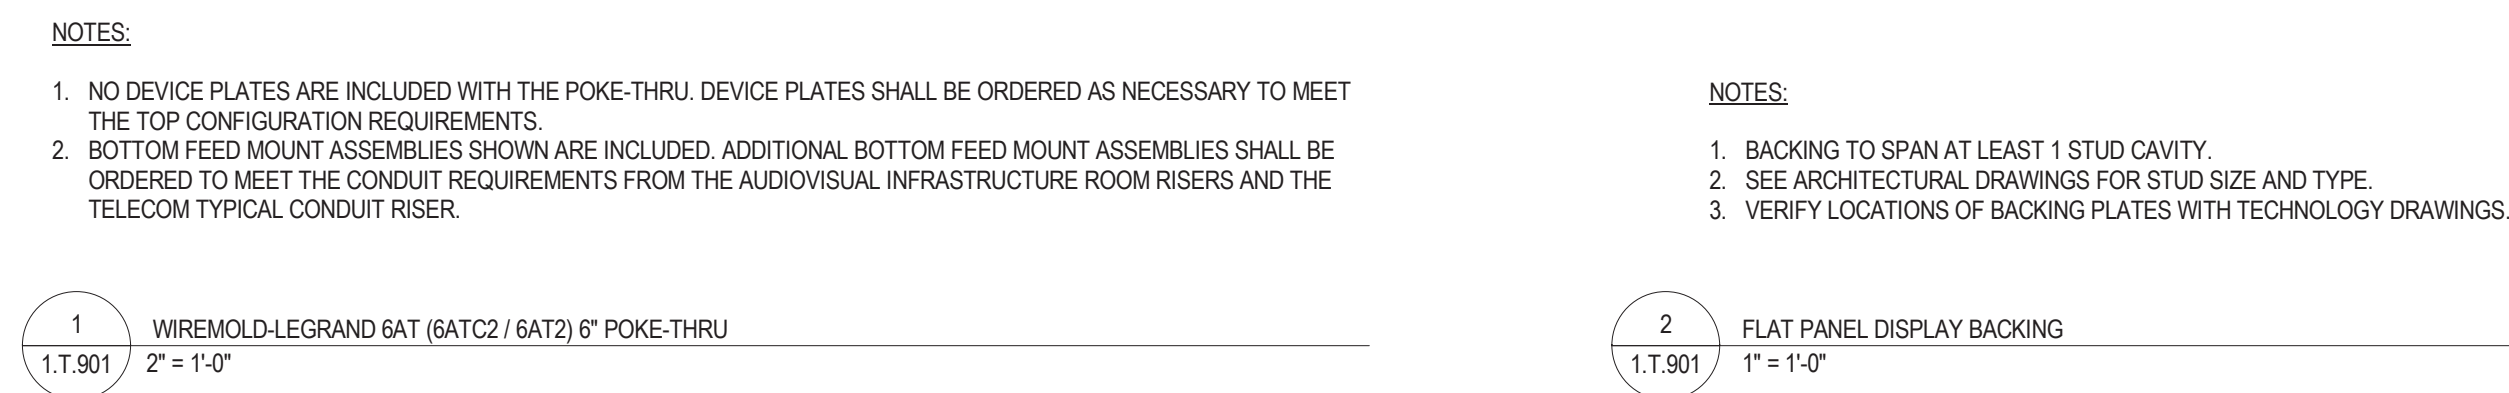 NOTES:
1. NO DEVICE PLATES ARE INCLUDED WITH THE POKE-THRU. DEVICE PLATES SHALL BE ORDERED AS NECESSARY TO MEET
THE TOP CONFIGURATION REQUIREMENTS.
2. BOTTOM FEED MOUNT ASSEMBLIES SHOWN ARE INCLUDED. ADDITIONAL BOTTOM FEED MOUNT ASSEMBLIES SHALL BE
ORDERED TO MEET THE CONDUIT REQUIREMENTS FROM THE AUDIOVISUAL INFRASTRUCTURE ROOM RISERS AND THE
TELECOM TYPICAL CONDUIT RISER.
1
WIREMOLD-LEGRAND 6AT (6ATC2 / 6AT2) 6" POKE-THRU
1.T.901
2" = 1'-0"
NOTES:
1. BACKING TO SPAN AT LEAST 1 STUD CAVITY.
2. SEE ARCHITECTURAL DRAWINGS FOR STUD SIZE AND TYPE.
3. VERIFY LOCATIONS OF BACKING PLATES WITH TECHNOLOGY DRAWINGS.
2
FLAT PANEL DISPLAY BACKING
1.T.901
1" = 1'-0"